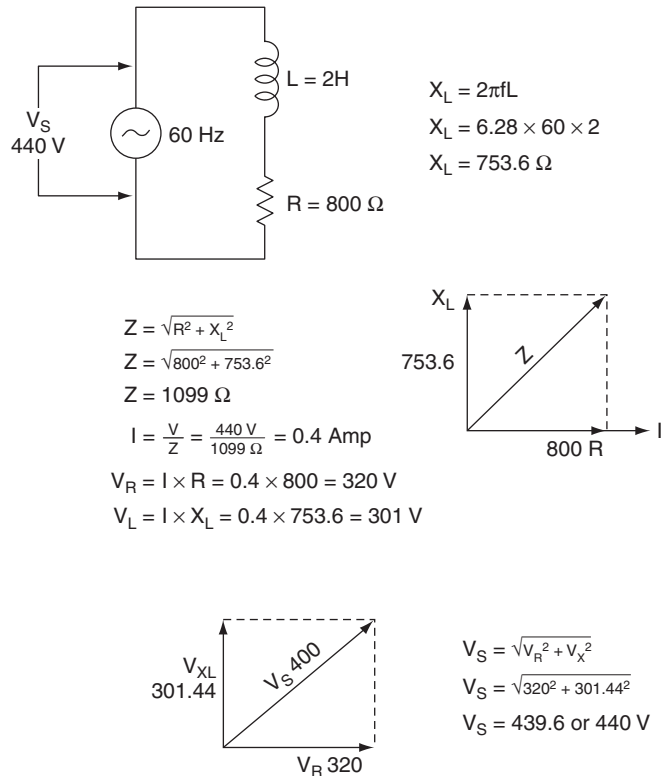 L = 2H
V_S
440 V
60 Hz
R = 800 Ω
X_L = 2πfL
X_L = 6.28 × 60 × 2
X_L = 753.6 Ω
Z = √(R² + X_L²)
Z = √(800² + 753.6²)
Z = 1099 Ω
I = V/Z = 440 V/1099 Ω = 0.4 Amp
V_R = I × R = 0.4 × 800 = 320 V
V_L = I × X_L = 0.4 × 753.6 = 301 V
X_L
753.6
Z
I
800 R
V_XL
301.44
V_S 400
V_R 320
V_S = √(V_R² + V_X²)
V_S = √(320² + 301.44²)
V_S = 439.6 or 440 V